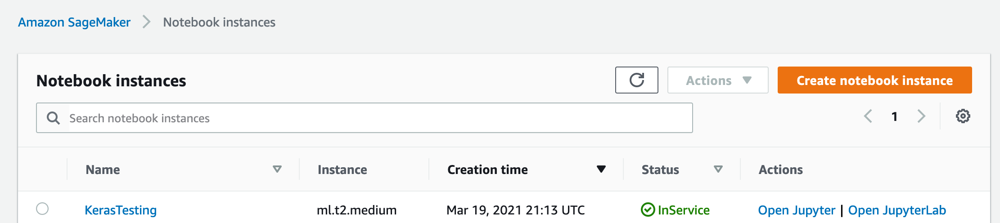 Amazon SageMaker > Notebook instances
Notebook instances Actions Create notebook instance
Search notebook instances 1
Name Instance Creation time Status Actions
KerasTesting ml.t2.medium Mar 19, 2021 21:13 UTC InService Open Jupyter | Open JupyterLab